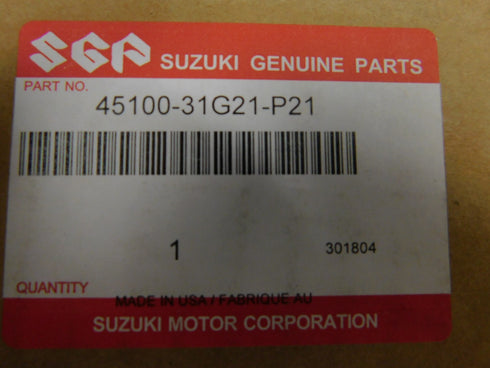 SGP SUZUKI GENUINE PARTS
PART NO.
45100-31G21-P21
1
301804
QUANTITY
MADE IN USA / FABRIQUE AU
SUZUKI MOTOR CORPORATION